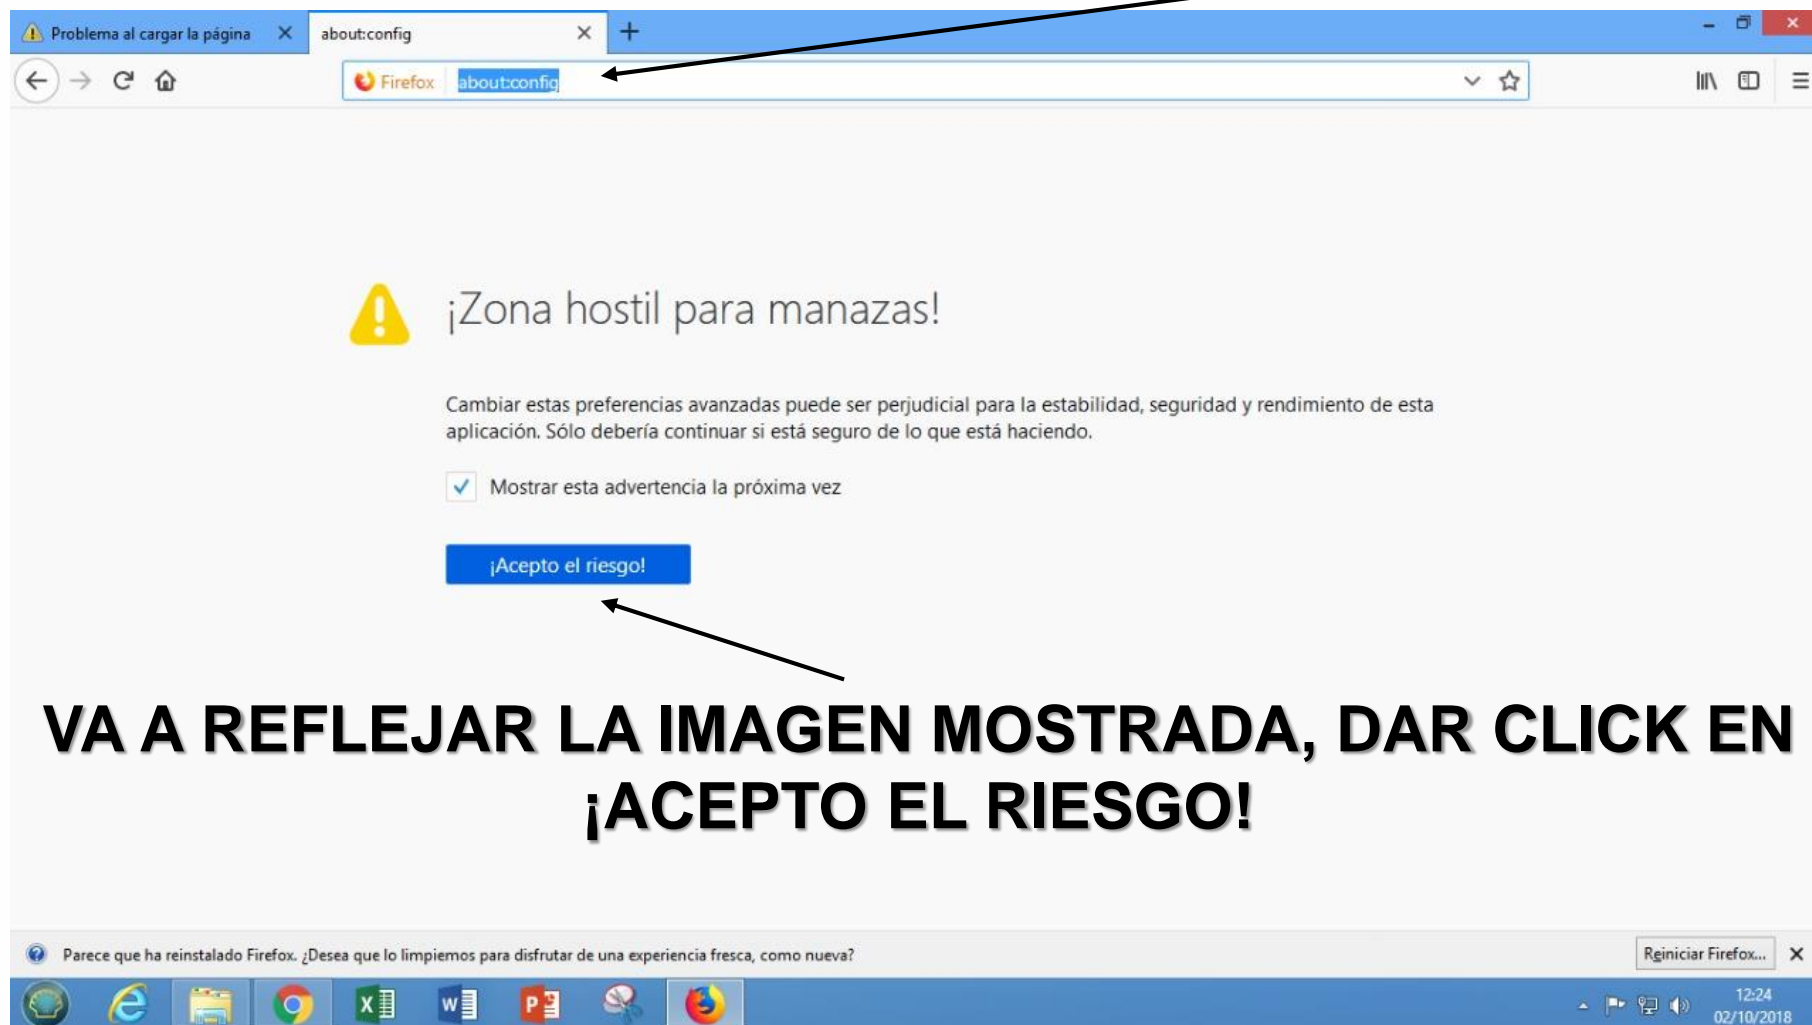 Problema al cargar la página
about:config
Firefox about:config
¡Zona hostil para manazas!
Cambiar estas preferencias avanzadas puede ser perjudicial para la estabilidad, seguridad y rendimiento de esta
aplicación. Sólo debería continuar si está seguro de lo que está haciendo.
Mostrar esta advertencia la próxima vez
¡Acepto el riesgo!
VA A REFLEJAR LA IMAGEN MOSTRADA, DAR CLICK EN
¡ACEPTO EL RIESGO!
Parece que ha reinstalado Firefox. ¿Desea que lo limpiemos para disfrutar de una experiencia fresca, como nueva?
Reiniciar Firefox...
12:24
02/10/2018